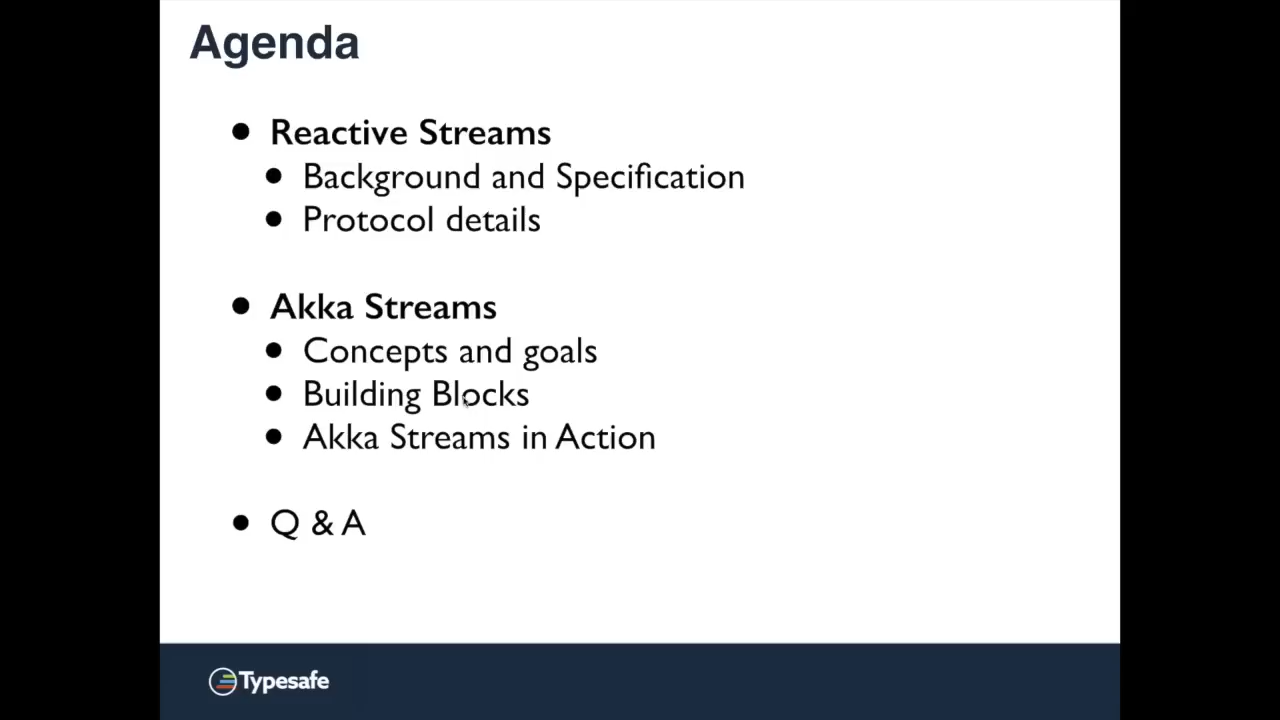 Agenda
• Reactive Streams
• Background and Specification
• Protocol details
• Akka Streams
• Concepts and goals
• Building Blocks
• Akka Streams in Action
• Q & A
Typesafe